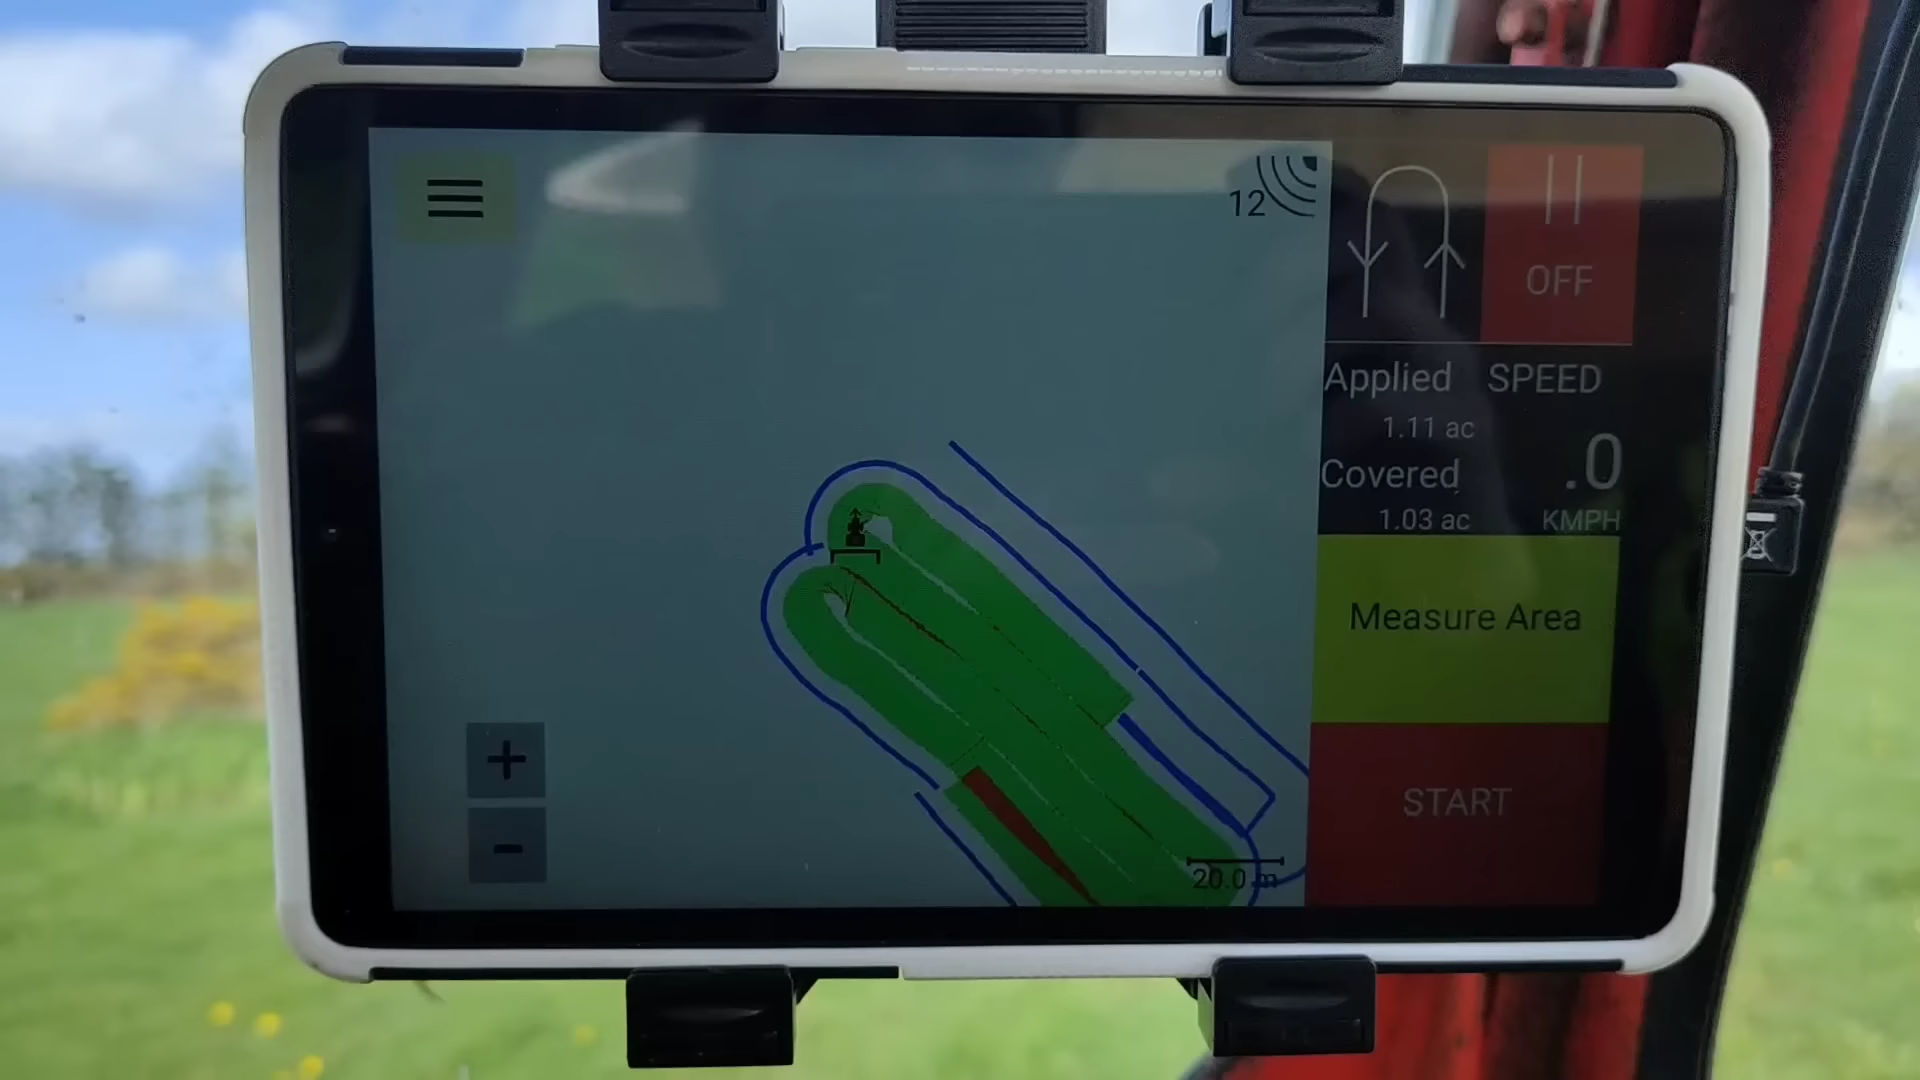 12
OFF
Applied SPEED
1.11 ac
Covered .0
1.03 ac KMPH
Measure Area
+
START
-
20.0 m